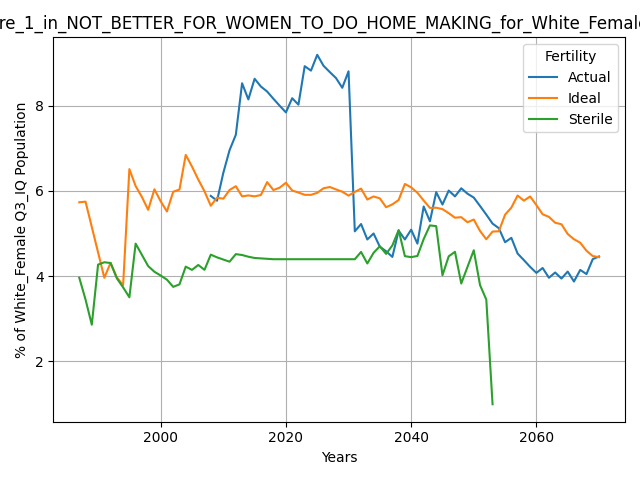 re_1_in_NOT_BETTER_FOR_WOMEN_TO_DO_HOME_MAKING_for_White_Female
Fertility
Actual
Ideal
Sterile
% of White_Female Q3_IQ Population
8
6
4
2
2000 2020 2040 2060
Years